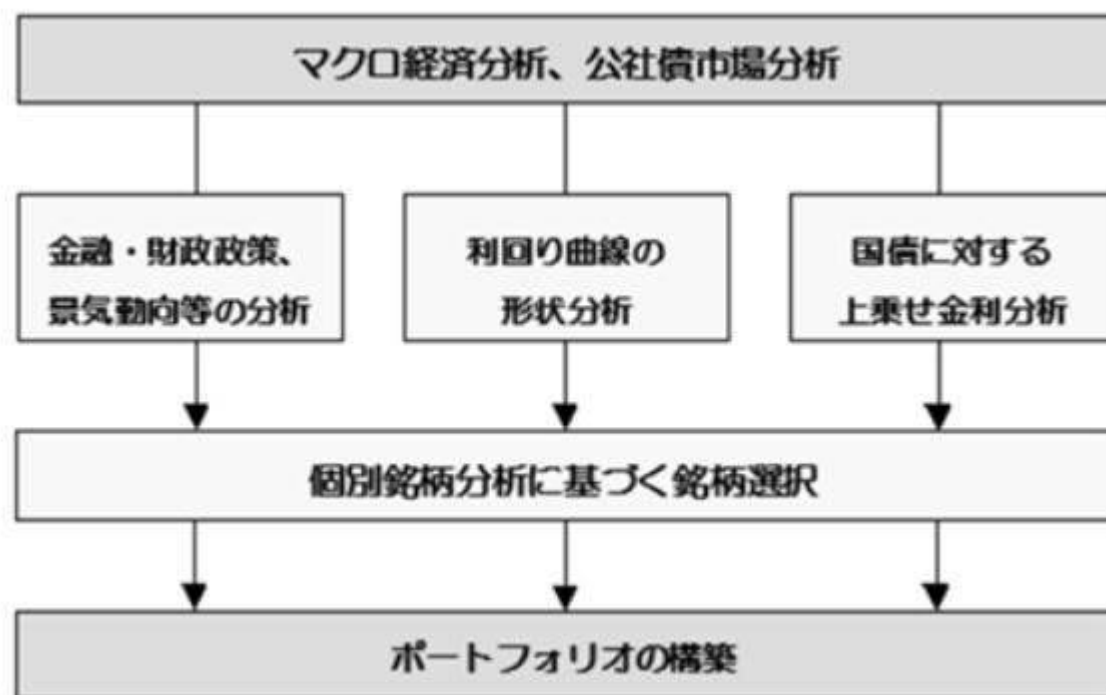 マクロ経済分析、公社債市場分析
金融・財政政策、
景気動向等の分析
利回り曲線の
形状分析
国債に対する
上乗せ金利分析
個別銘柄分析に基づく銘柄選択
ポートフォリオの構築